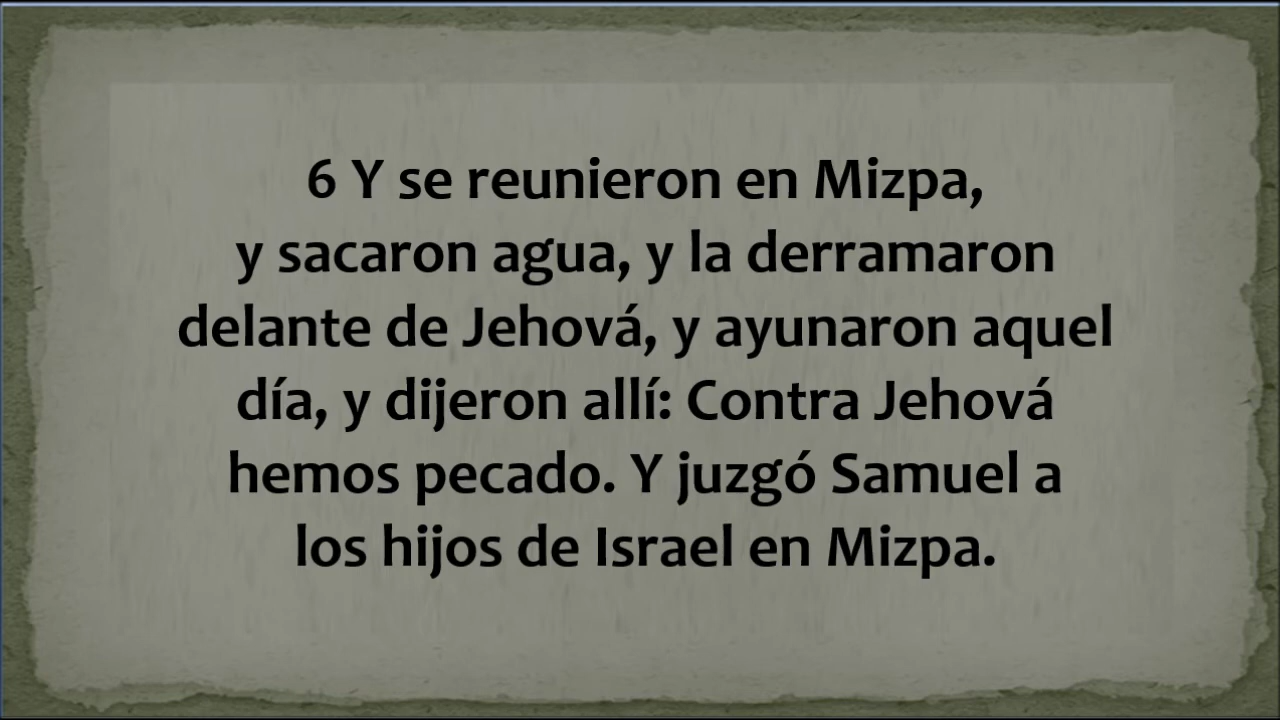 6 Y se reunieron en Mizpa,
y sacaron agua, y la derramaron
delante de Jehová, y ayunaron aquel
día, y dijeron allí: Contra Jehová
hemos pecado. Y juzgó Samuel a
los hijos de Israel en Mizpa.